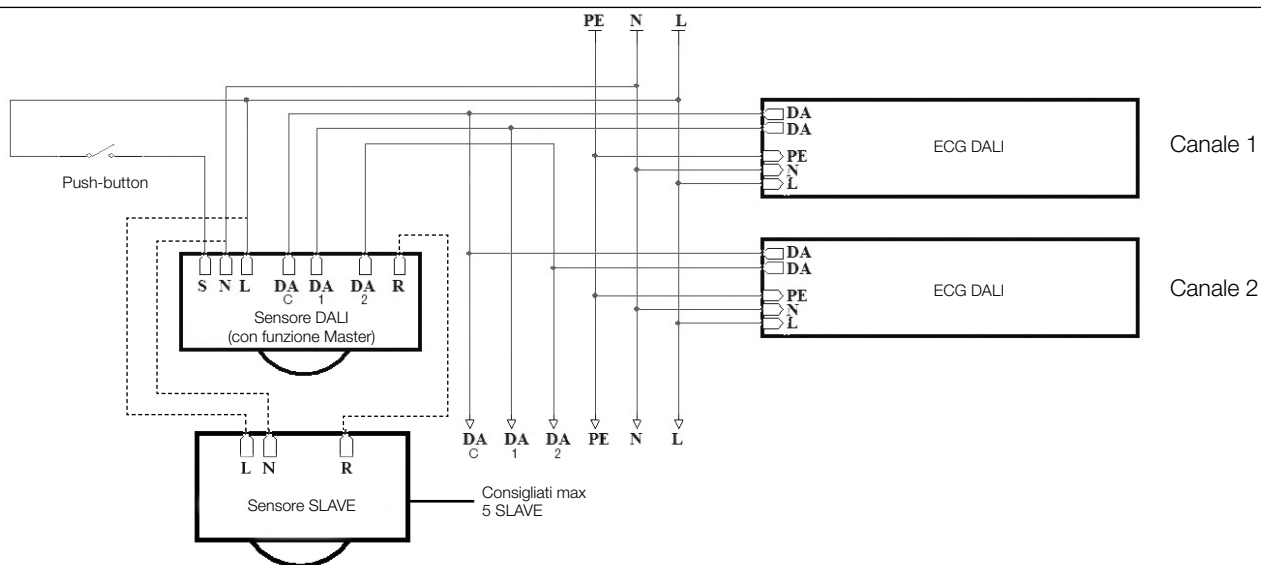 PE N L
DA
DA
PE
N
L
ECG DALI
Canale 1
Push-button
S N L DA C DA 1 DA 2 R
Sensore DALI
(con funzione Master)
DA
DA
PE
N
L
ECG DALI
Canale 2
DA C DA 1 DA 2 PE N L
L N R
Sensore SLAVE
Consigliati max
5 SLAVE